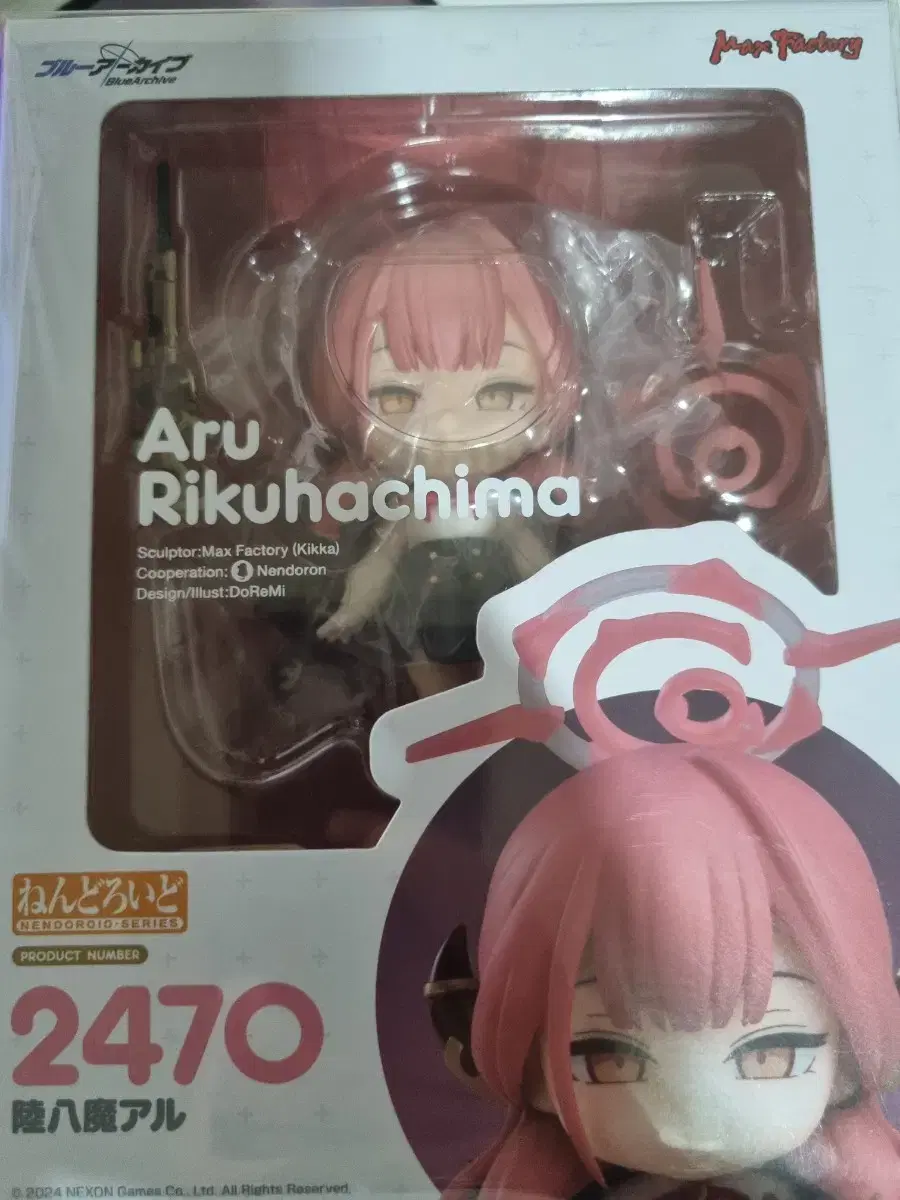 ブルーアーカイブ
BlueArchive
Max Factory
Aru
Rikuhachima
Sculptor:Max Factory (Kikka)
Cooperation: Nendoron
Design/Illust:DoReMi
ねんどろいど
NENDOROID・SERIES
PRODUCT NUMBER
2470
陸八魔アル
© 2024 NEXON Games Co., Ltd. All Rights Reserved.